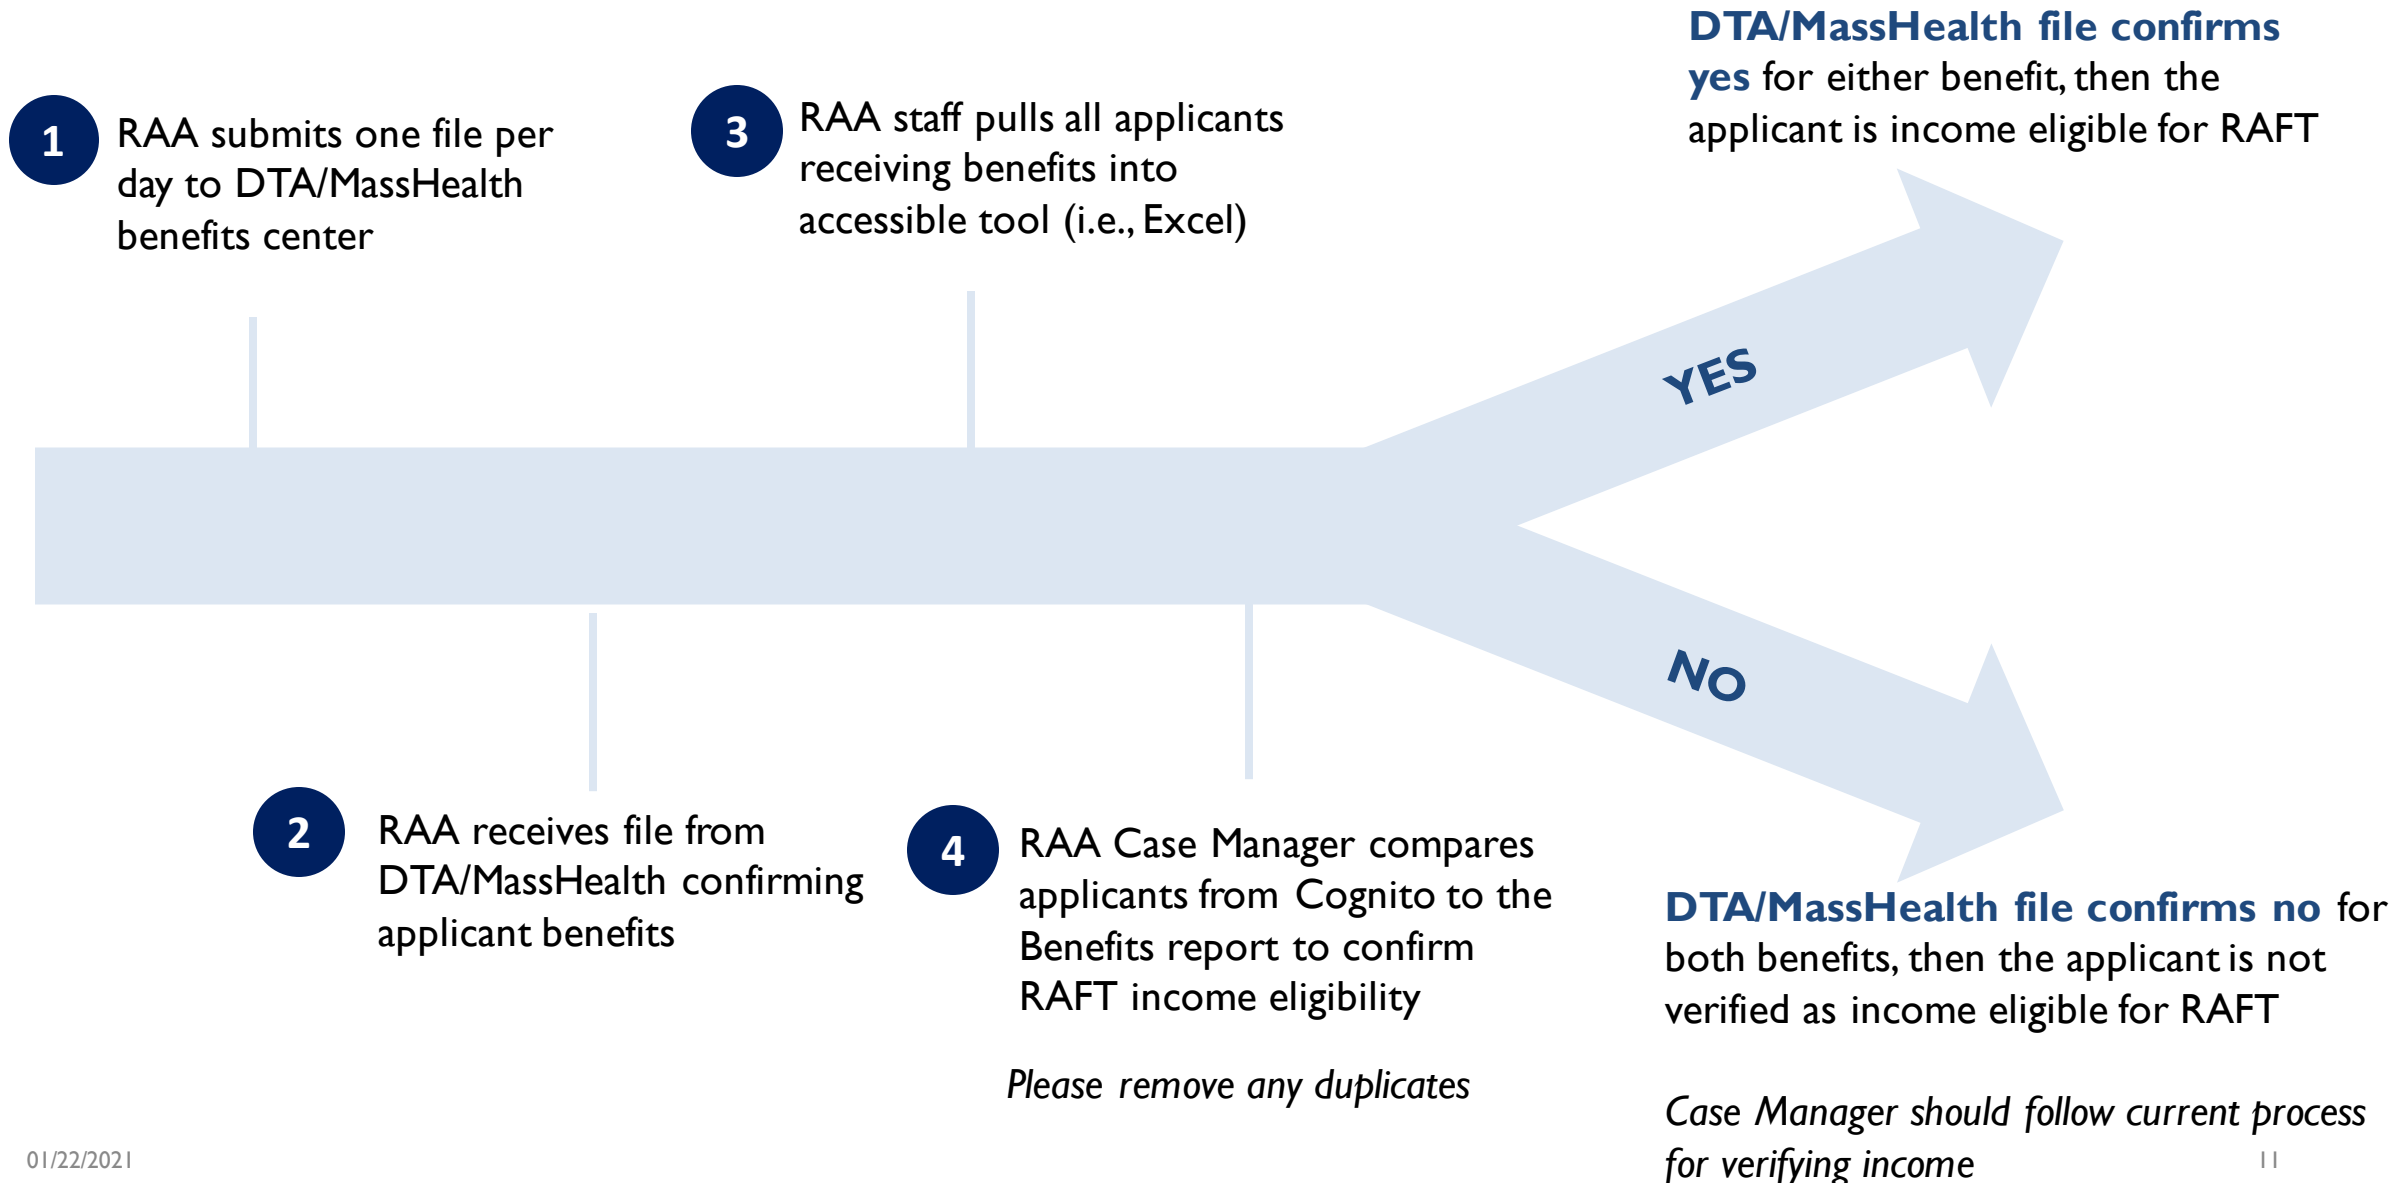 1
RAA submits one file per
day to DTA/MassHealth
benefits center
2
RAA receives file from
DTA/MassHealth confirming
applicant benefits
3
RAA staff pulls all applicants
receiving benefits into
accessible tool (i.e., Excel)
4
RAA Case Manager compares
applicants from Cognito to the
Benefits report to confirm
RAFT income eligibility
Please remove any duplicates
YES
DTA/MassHealth file confirms
yes for either benefit, then the
applicant is income eligible for RAFT
NO
DTA/MassHealth file confirms no for
both benefits, then the applicant is not
verified as income eligible for RAFT
Case Manager should follow current process
for verifying income
01/22/2021
11